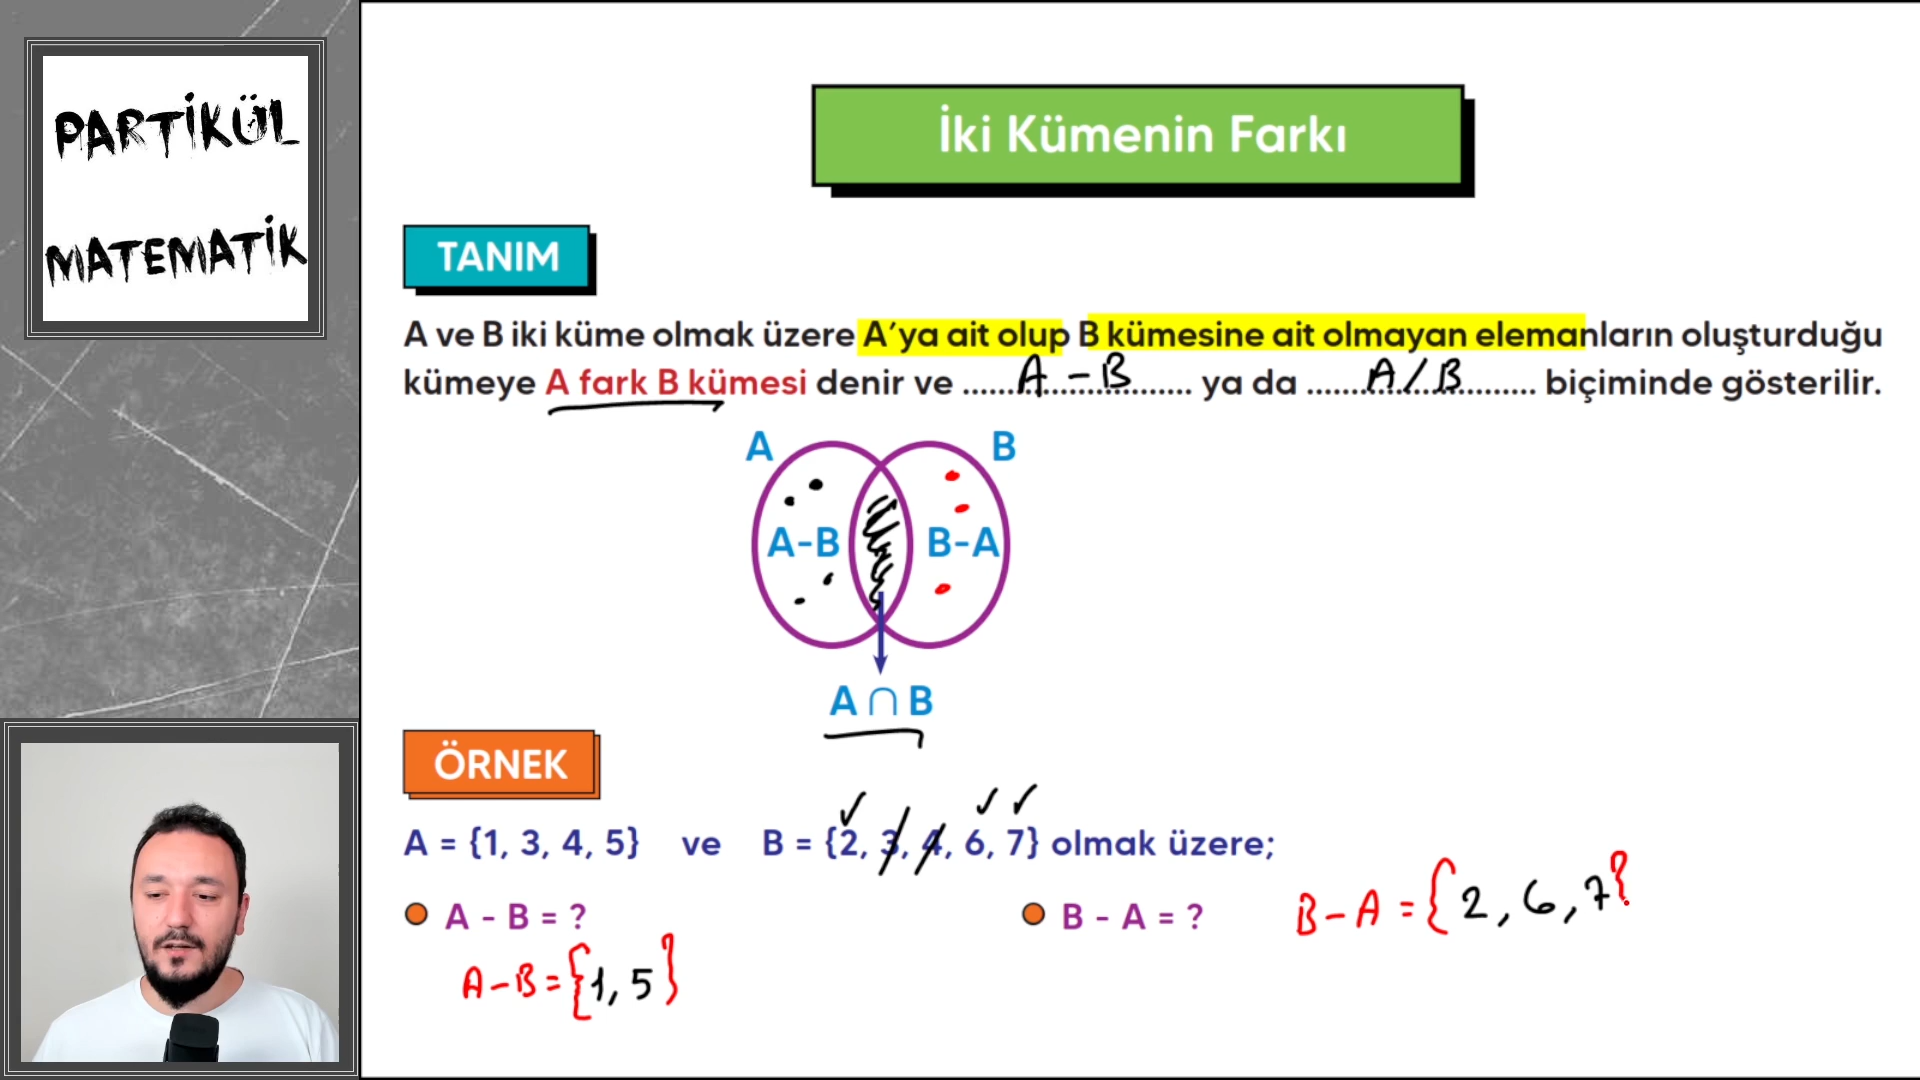 PARTİKÜL
MATEMATİK
İki Kümenin Farkı
TANIM
A ve B iki küme olmak üzere A'ya ait olup B kümesine ait olmayan elemanların oluşturduğu
kümeye A fark B kümesi denir ve ......A - B...... ya da ......A / B...... biçiminde gösterilir.
A B
A-B B-A
A ∩ B
ÖRNEK
A = {1, 3, 4, 5} ve B = {2, 3, 4, 6, 7} olmak üzere;
A - B = ? B - A = ? B - A = {2, 6, 7}
A - B = {1, 5}